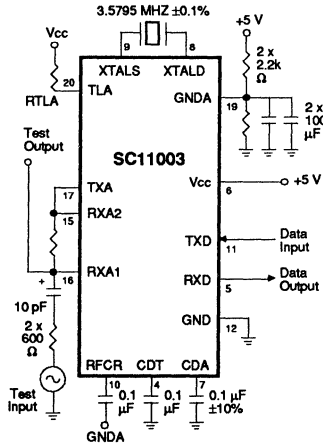 3.5795 MHZ ±0.1%
+5 V
Vcc
9
8
2 x
2.2k
Ω
20
XTALS
XTALD
RTLA
TLA
GNDA
19
2 x
100
µF
Test
Output
SC11003
17
TXA
Vcc
6
+5 V
15
RXA2
TXD
11
Data
Input
16
RXA1
RXD
5
Data
Output
+
10 pF
2 x
600
Ω
GND
12
Test
Input
RFCR
CDT
CDA
10
4
7
0.1
µF
0.1
µF
0.1 µF
±10%
GNDA